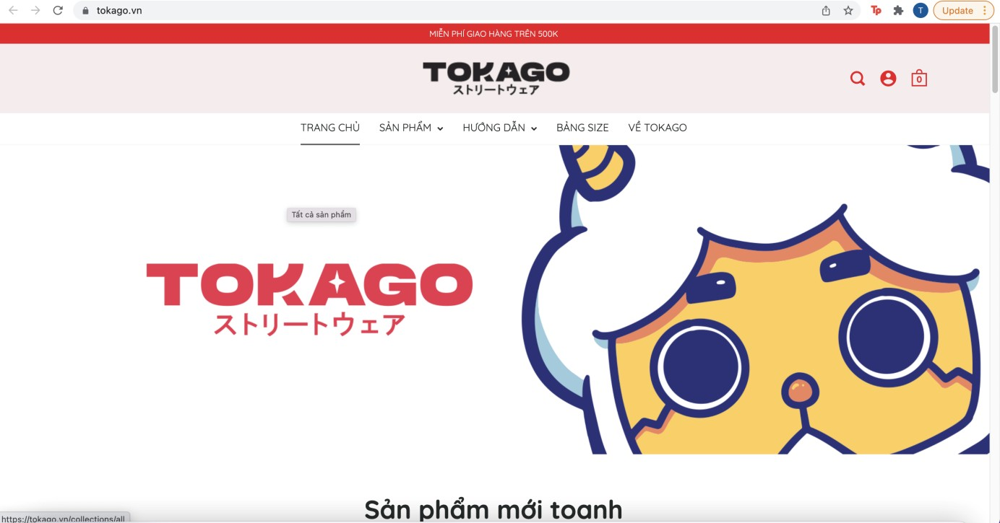 tokago.vn
T
Update
MIỄN PHÍ GIAO HÀNG TRÊN 500K
TOKAGO
ストリートウェア
0
TRANG CHỦ SẢN PHẨM HƯỚNG DẪN BẢNG SIZE VỀ TOKAGO
Tất cả sản phẩm
TOKAGO
ストリートウェア
Sản phẩm mới toanh
https://tokago.vn/collections/all